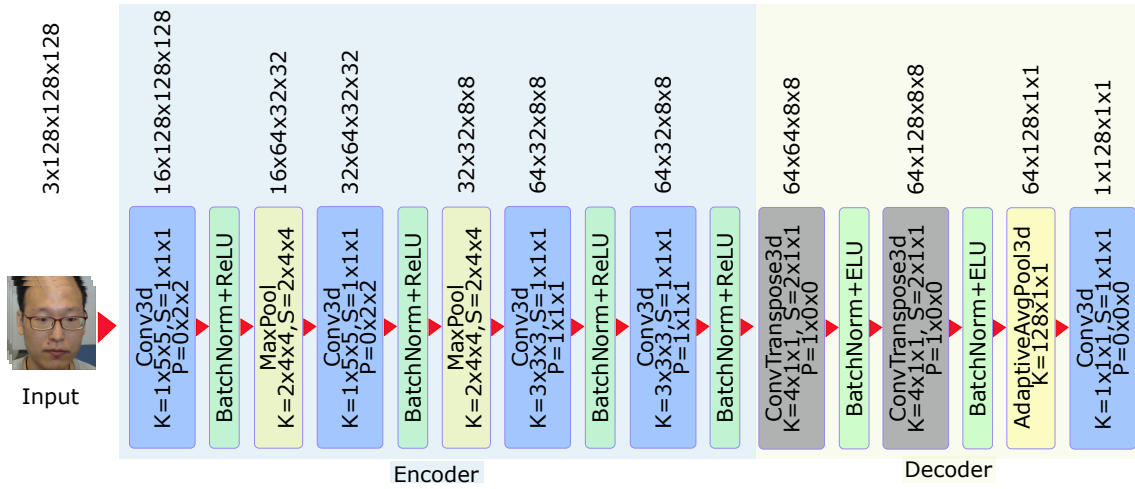 3x128x128x128
16x128x128x128
16x64x32x32
32x64x32x32
32x32x8x8
64x32x8x8
64x32x8x8
64x64x8x8
64x128x8x8
64x128x1x1
1x128x1x1
Input
Conv3d
K=1x5x5,S=1x1x1
P=0x2x2
BatchNorm+ReLU
MaxPool
K=2x4x4,S=2x4x4
Conv3d
K=1x5x5,S=1x1x1
P=0x2x2
BatchNorm+ReLU
MaxPool
K=2x4x4,S=2x4x4
Conv3d
K=3x3x3,S=1x1x1
P=1x1x1
BatchNorm+ReLU
Conv3d
K=3x3x3,S=1x1x1
P=1x1x1
BatchNorm+ReLU
ConvTranspose3d
K=4x1x1, S=2x1x1
P=1x0x0
BatchNorm+ELU
ConvTranspose3d
K=4x1x1, S=2x1x1
P=1x0x0
BatchNorm+ELU
AdaptiveAvgPool3d
K=128x1x1
Conv3d
K=1x1x1,S=1x1x1
P=0x0x0
Encoder
Decoder